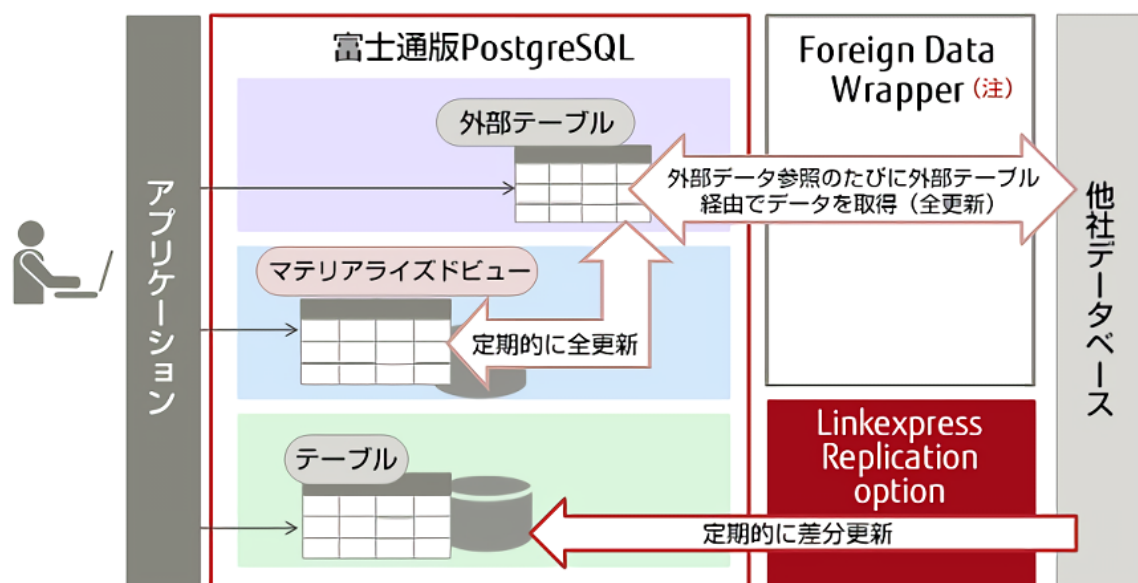 富士通版PostgreSQL
Foreign Data
Wrapper（注）
アプリケーション
他社データベース
外部テーブル
外部データ参照のたびに外部テーブル
経由でデータを取得（全更新）
マテリアライズドビュー
定期的に全更新
テーブル
Linkexpress
Replication
option
定期的に差分更新